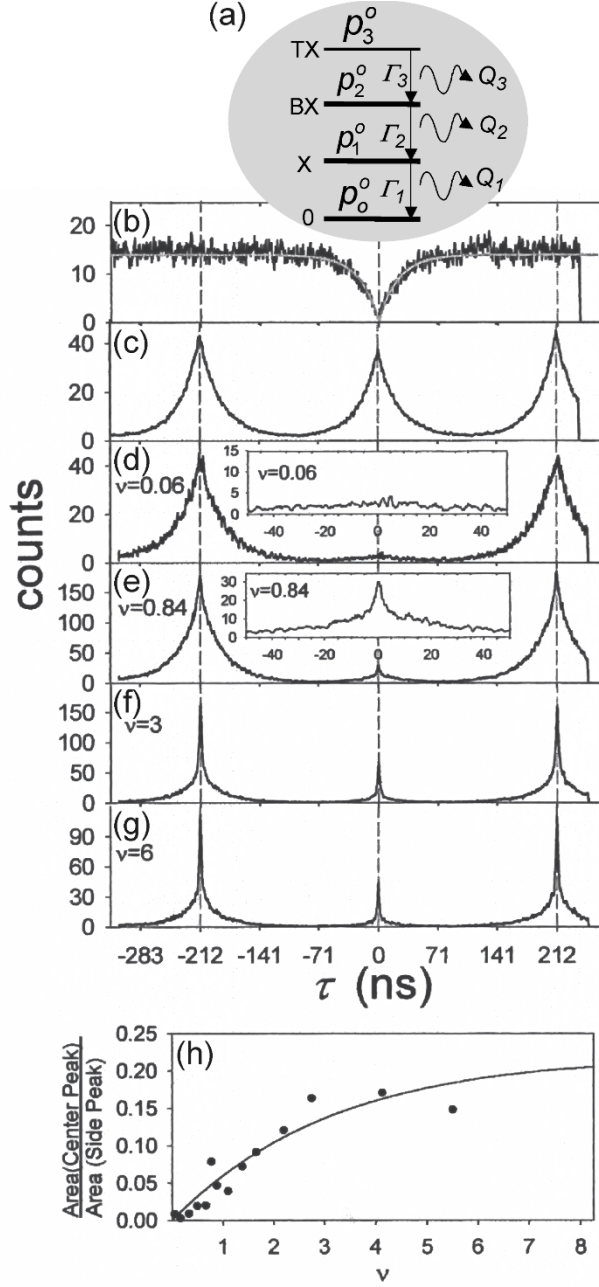 (a)
p₃ᵒ
TX
Γ₃
Q₃
p₂ᵒ
BX
Γ₂
Q₂
p₁ᵒ
X
Γ₁
Q₁
pₒᵒ
0
(b)
20
10
0
(c)
40
20
0
(d)
ν=0.06
40
20
0
15
10
5
0
ν=0.06
-40 -20 0 20 40
counts
(e)
ν=0.84
150
100
50
0
30
20
10
0
ν=0.84
-40 -20 0 20 40
(f)
ν=3
150
100
50
0
(g)
ν=6
90
60
30
0
-283 -212 -141 -71 0 71 141 212
τ (ns)
(h)
Area(Center Peak)
Area (Side Peak)
0.25
0.20
0.15
0.10
0.05
0.00
1 2 3 4 5 6 7 8
ν